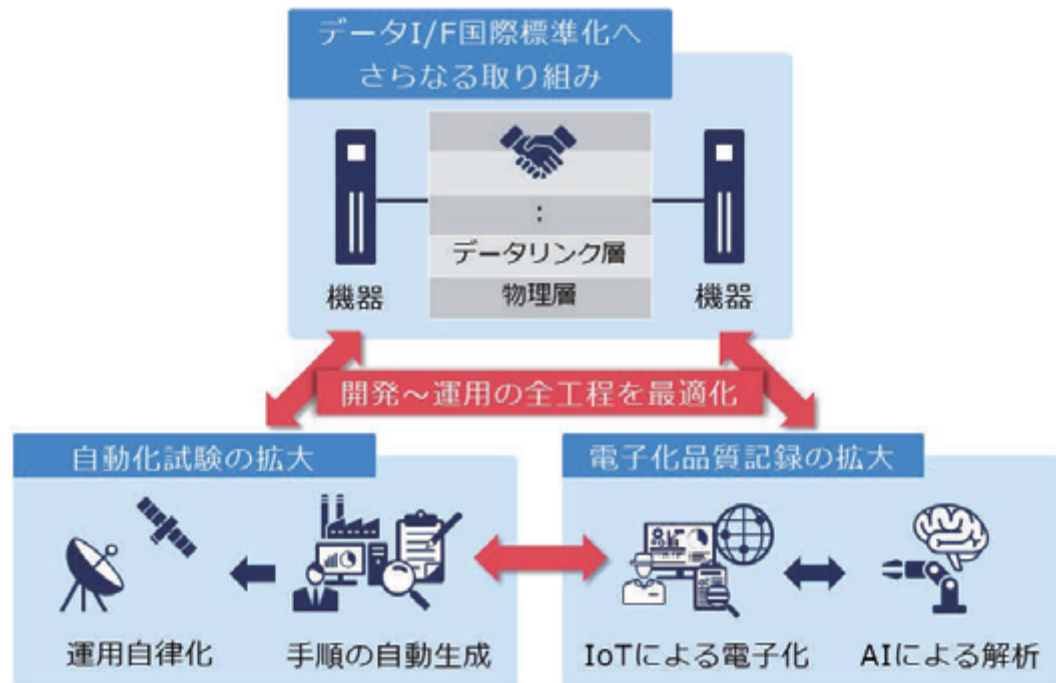 データI/F国際標準化へ
さらなる取り組み
:
データリンク層
物理層
機器
機器
開発～運用の全工程を最適化
自動化試験の拡大
運用自律化
手順の自動生成
電子化品質記録の拡大
IoTによる電子化
AIによる解析